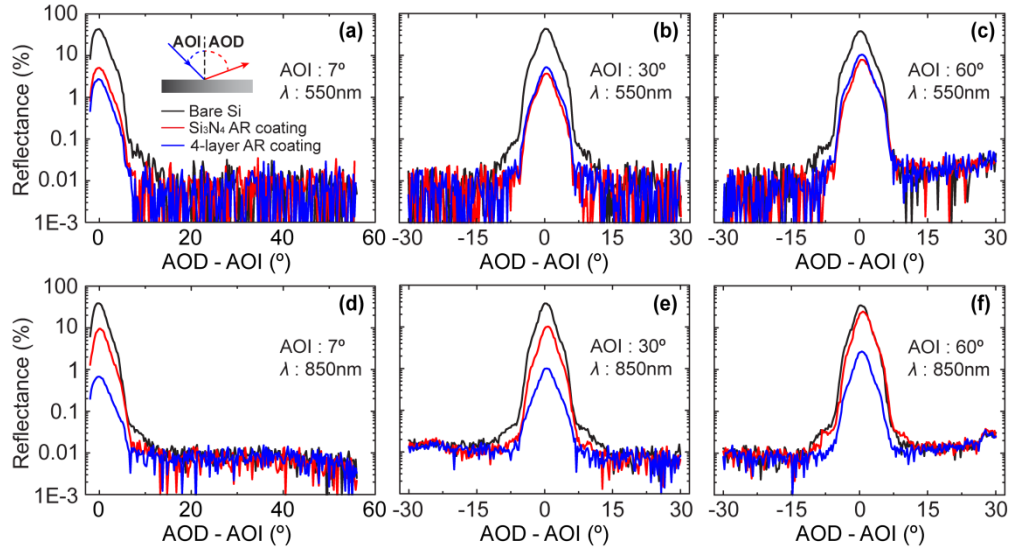 (a)
AOI AOD
AOI : 7º
λ : 550nm
Bare Si
Si₃N₄ AR coating
4-layer AR coating
Reflectance (%)
100
10
1
0.1
0.01
1E-3
0 20 40 60
AOD - AOI (º)
(b)
AOI : 30º
λ : 550nm
-30 -15 0 15 30
AOD - AOI (º)
(c)
AOI : 60º
λ : 550nm
-30 -15 0 15 30
AOD - AOI (º)
(d)
AOI : 7º
λ : 850nm
Reflectance (%)
100
10
1
0.1
0.01
1E-3
0 20 40 60
AOD - AOI (º)
(e)
AOI : 30º
λ : 850nm
-30 -15 0 15 30
AOD - AOI (º)
(f)
AOI : 60º
λ : 850nm
-30 -15 0 15 30
AOD - AOI (º)